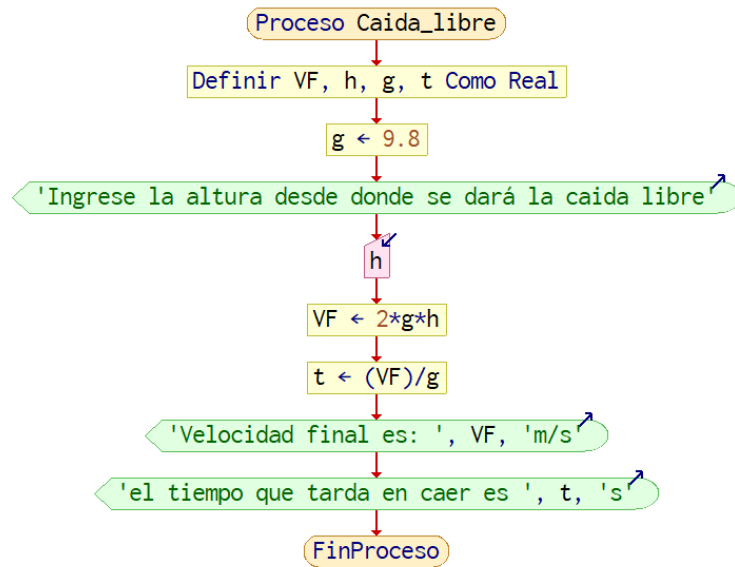 Proceso Caida_libre
Definir VF, h, g, t Como Real
g ← 9.8
'Ingrese la altura desde donde se dará la caida libre'
h
VF ← 2*g*h
t ← (VF)/g
'Velocidad final es: ', VF, 'm/s'
'el tiempo que tarda en caer es ', t, 's'
FinProceso